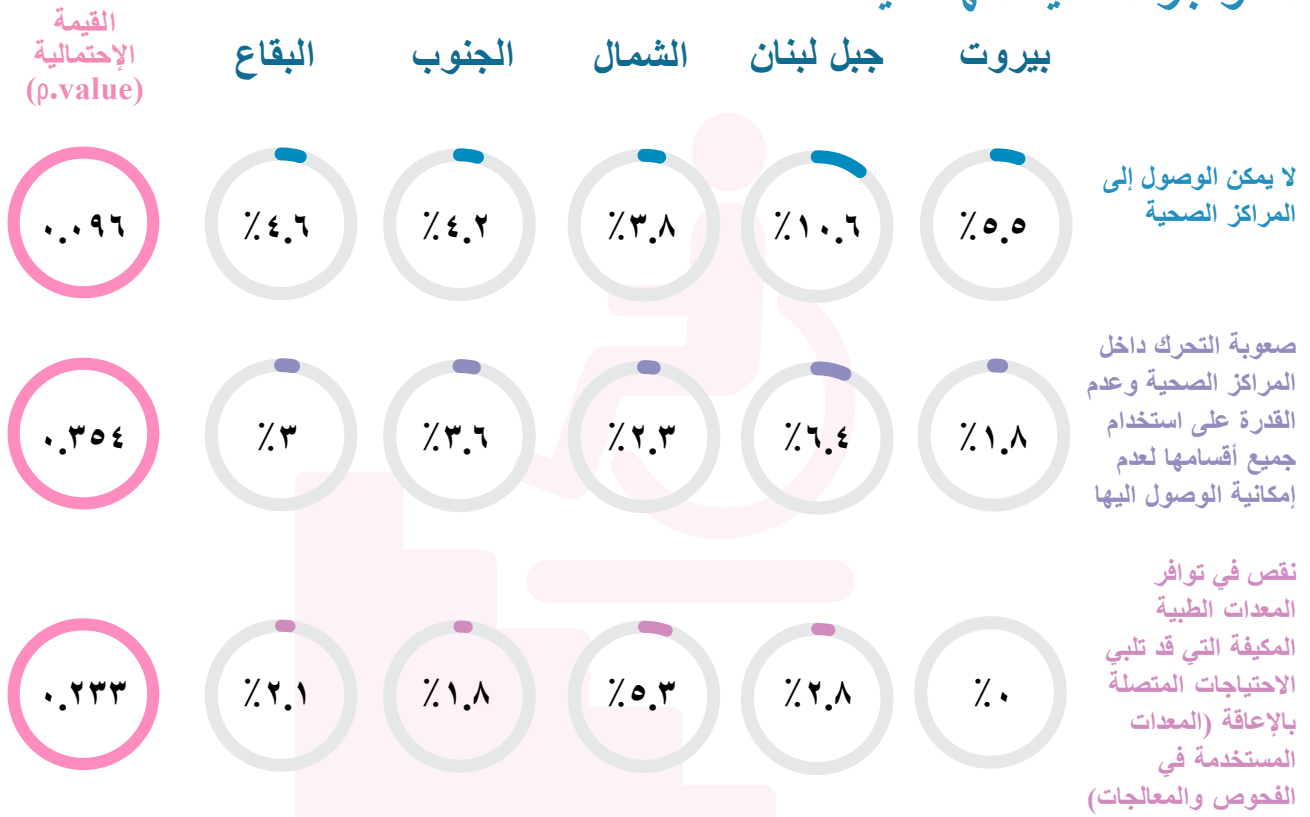 بيروت
جبل لبنان
الشمال
الجنوب
البقاع
القيمة
الإحتمالية
(ρ.value)
لا يمكن الوصول إلى
المراكز الصحية
٪٥.٥
٪١٠.٦
٪٣.٨
٪٤.٢
٪٤.٦
٠.٠٩٦
صعوبة التحرك داخل
المراكز الصحية وعدم
القدرة على استخدام
جميع أقسامها لعدم
إمكانية الوصول اليها
٪١.٨
٪٦.٤
٪٢.٣
٪٣.٦
٪٣
٠.٣٥٤
نقص في توافر
المعدات الطبية
المكيفة التي قد تلبي
الاحتياجات المتصلة
بالإعاقة (المعدات
المستخدمة في
الفحوص والمعالجات)
٪٠
٪٢.٨
٪٥.٣
٪١.٨
٪٢.١
٠.٢٣٣